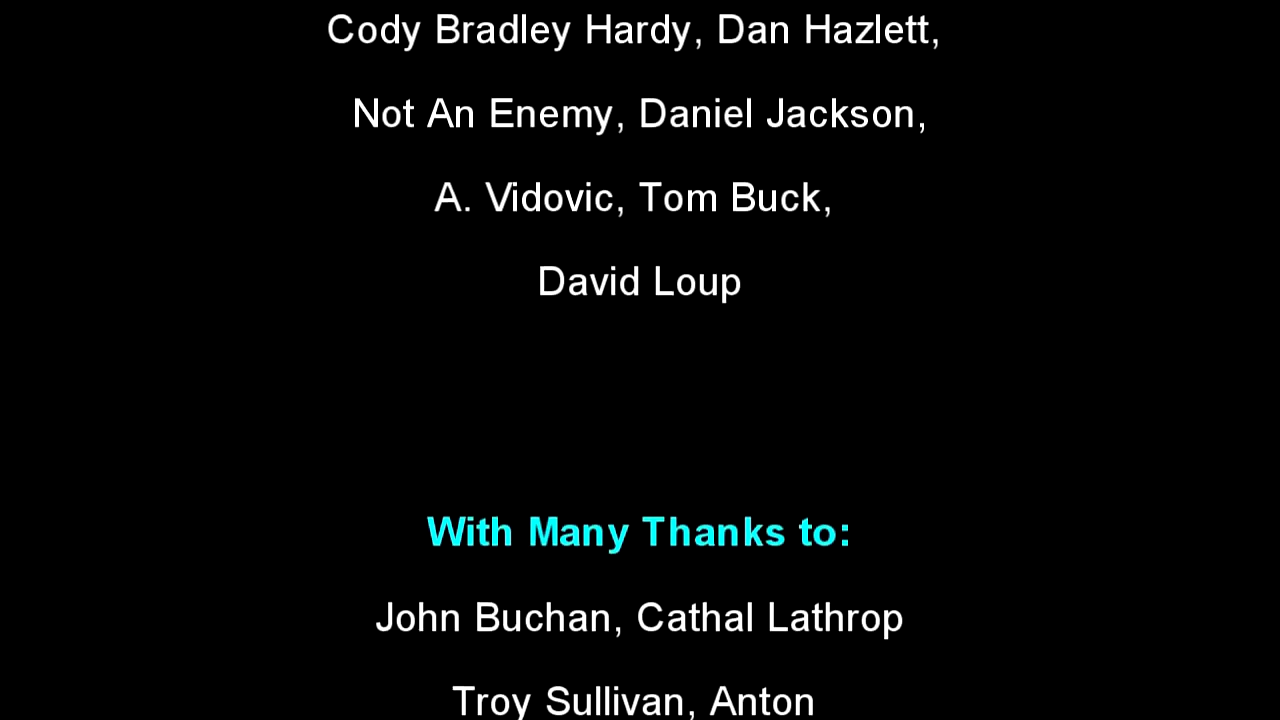 Cody Bradley Hardy, Dan Hazlett,
Not An Enemy, Daniel Jackson,
A. Vidovic, Tom Buck,
David Loup
With Many Thanks to:
John Buchan, Cathal Lathrop
Troy Sullivan, Anton